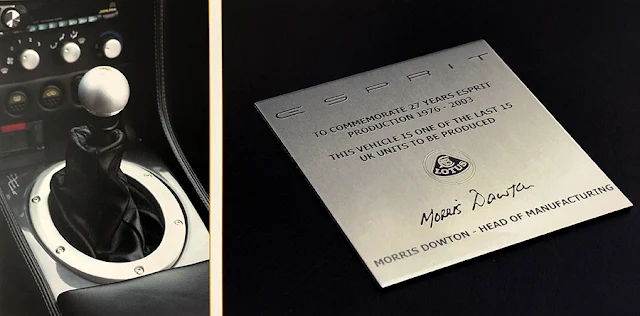 ESPRIT
TO COMMEMORATE 27 YEARS ESPRIT
PRODUCTION 1976 - 2003
THIS VEHICLE IS ONE OF THE LAST 15
UK UNITS TO BE PRODUCED
LOTUS
Morris Dowton
MORRIS DOWTON - HEAD OF MANUFACTURING